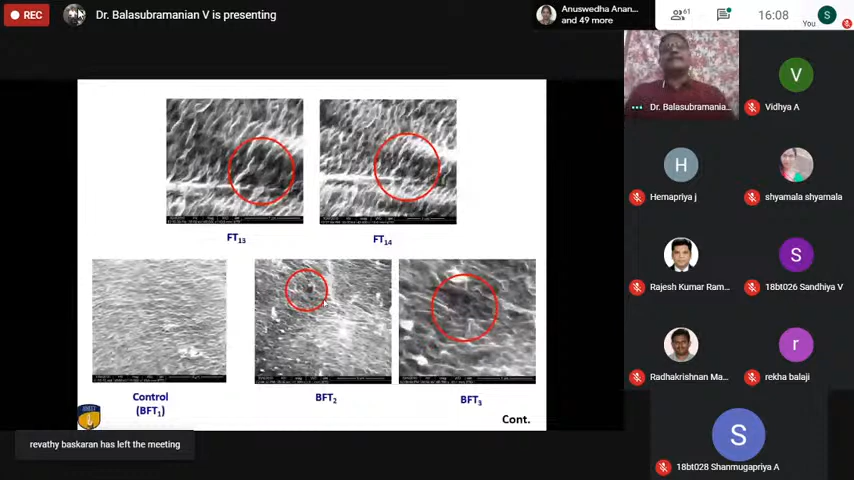 REC
Dr. Balasubramanian V is presenting
Anuswedha Anan...
and 49 more
61
16:08
You
S
FT13
FT14
Control
(BFT1)
BFT2
BFT3
Cont.
revathy baskaran has left the meeting
Dr. Balasubramania...
V
Vidhya A
H
Hemapriya j
shyamala shyamala
Rajesh Kumar Ram...
S
18bt026 Sandhiya V
Radhakrishnan Ma...
r
rekha balaji
S
18bt028 Shanmugapriya A